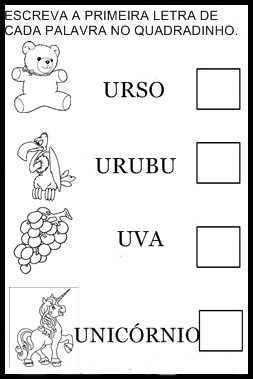 ESCREVA A PRIMEIRA LETRA DE
CADA PALAVRA NO QUADRADINHO.
URSO
URUBU
UVA
UNICÓRNIO